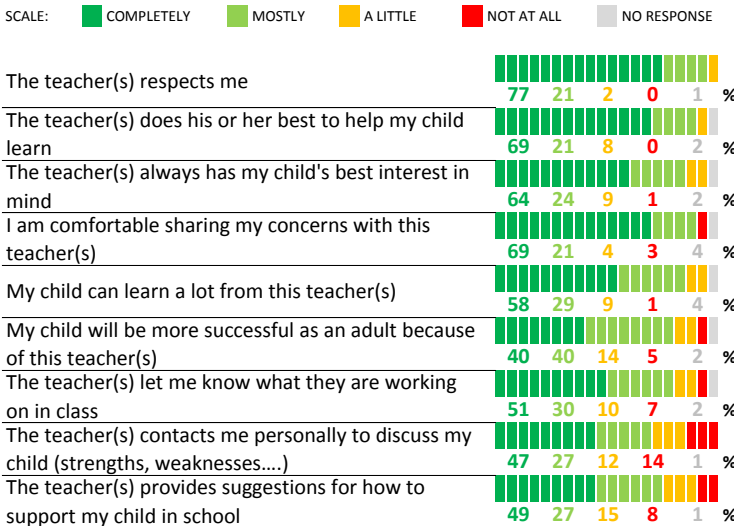 SCALE: COMPLETELY MOSTLY A LITTLE NOT AT ALL NO RESPONSE
The teacher(s) respects me
77 21 2 0 1 %
The teacher(s) does his or her best to help my child
learn
69 21 8 0 2 %
The teacher(s) always has my child's best interest in
mind
64 24 9 1 2 %
I am comfortable sharing my concerns with this
teacher(s)
69 21 4 3 4 %
My child can learn a lot from this teacher(s)
58 29 9 1 4 %
My child will be more successful as an adult because
of this teacher(s)
40 40 14 5 2 %
The teacher(s) let me know what they are working
on in class
51 30 10 7 2 %
The teacher(s) contacts me personally to discuss my
child (strengths, weaknesses....)
47 27 12 14 1 %
The teacher(s) provides suggestions for how to
support my child in school
49 27 15 8 1 %